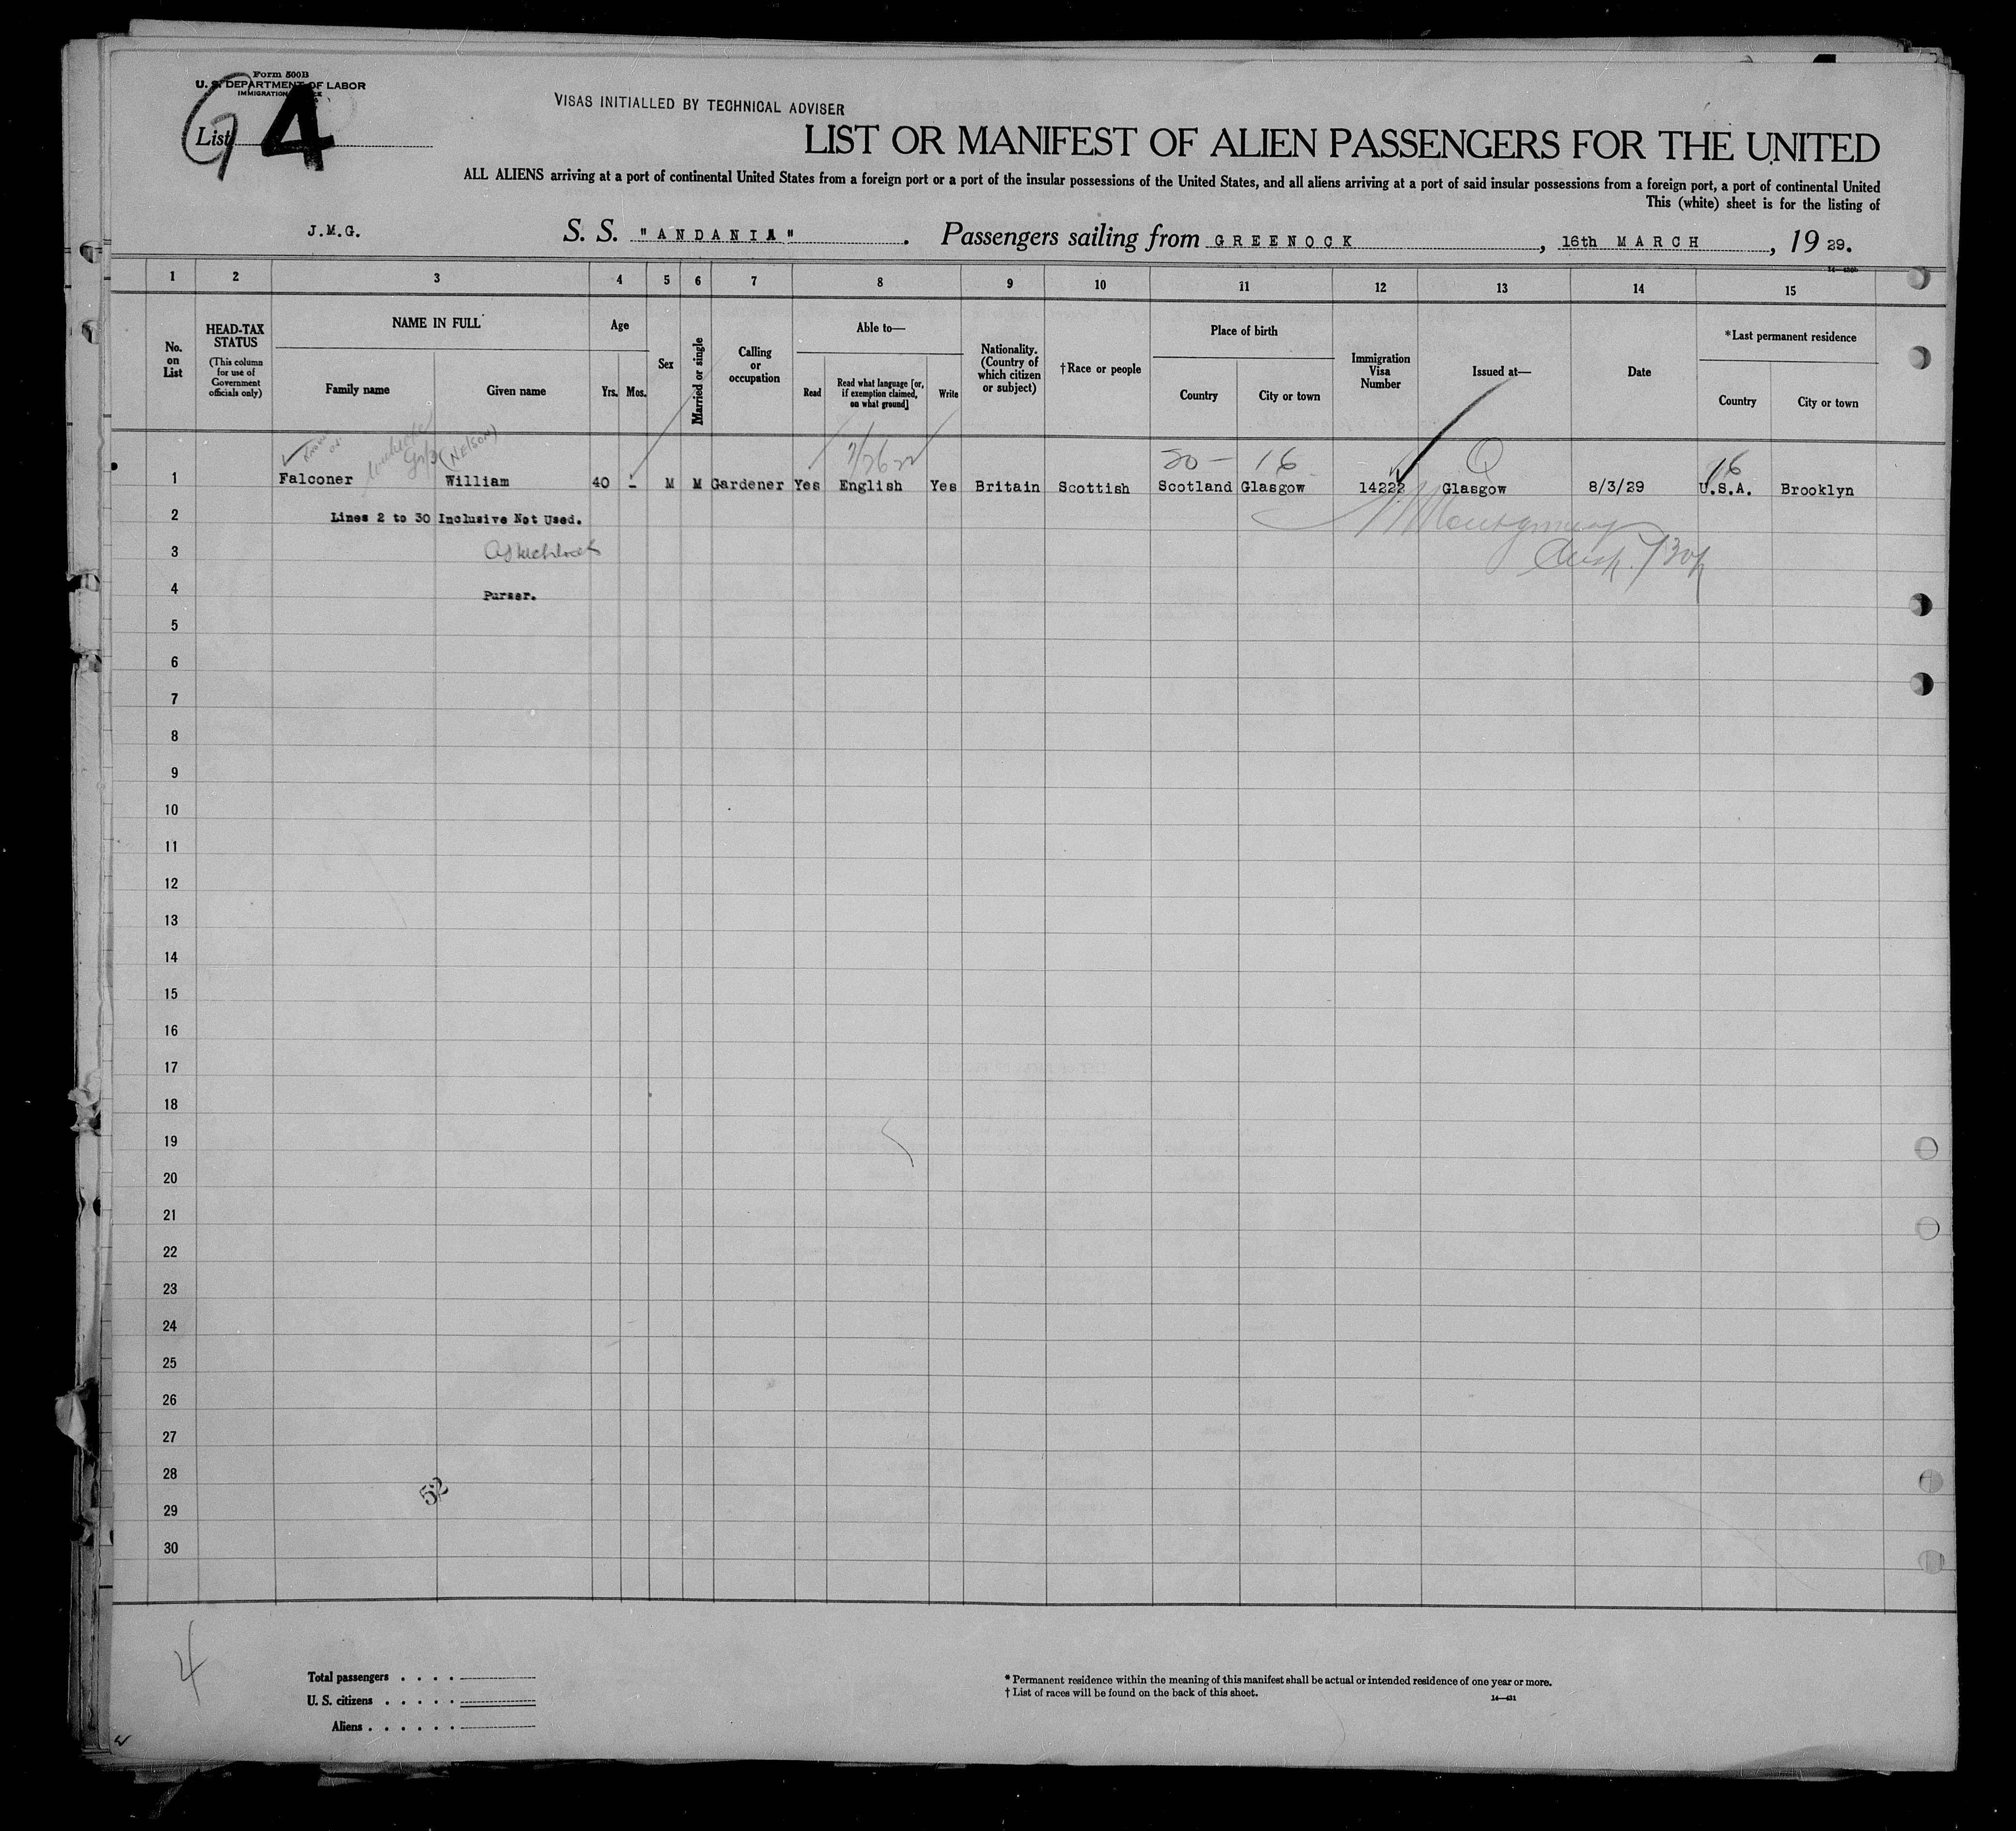 Form 500B
U. S. DEPARTMENT OF LABOR
IMMIGRATION
List 4
VISAS INITIALLED BY TECHNICAL ADVISER
LIST OR MANIFEST OF ALIEN PASSENGERS FOR THE UNITED
ALL ALIENS arriving at a port of continental United States from a foreign port or a port of the insular possessions of the United States, and all aliens arriving at a port of said insular possessions from a foreign port, a port of continental United
This (white) sheet is for the listing of
J.M.G. S. S. "ANDANIA". Passengers sailing from GREENOCK, 16th MARCH, 19 29.
1 2 3 4 5 6 7 8 9 10 11 12 13 14 15
No. on List
HEAD-TAX STATUS
(This column for use of Government officials only)
NAME IN FULL
Family name Given name
Age
Yrs. Mos.
Sex
Married or single
Calling or occupation
Able to—
Read
Read what language [or, if exemption claimed, on what ground]
Write
Nationality. (Country of which citizen or subject)
†Race or people
Place of birth
Country City or town
Immigration Visa Number
Issued at—
Date
*Last permanent residence
Country City or town
(NELSON)
20 – 16 Q 16
1 Falconer William 40 - M M Gardener Yes English Yes Britain Scottish Scotland Glasgow 14222 Glasgow 8/3/29 U.S.A. Brooklyn
2 Lines 2 to 30 Inclusive Not Used.
Montgomery
3
4 Purser.
5
6
7
8
9
10
11
12
13
14
15
16
17
18
19
20
21
22
23
24
25
26
27
28
52
29
30
4
Total passengers . . . .
U. S. citizens . . . . .
Aliens . . . . . .
* Permanent residence within the meaning of this manifest shall be actual or intended residence of one year or more.
† List of races will be found on the back of this sheet.
14—431